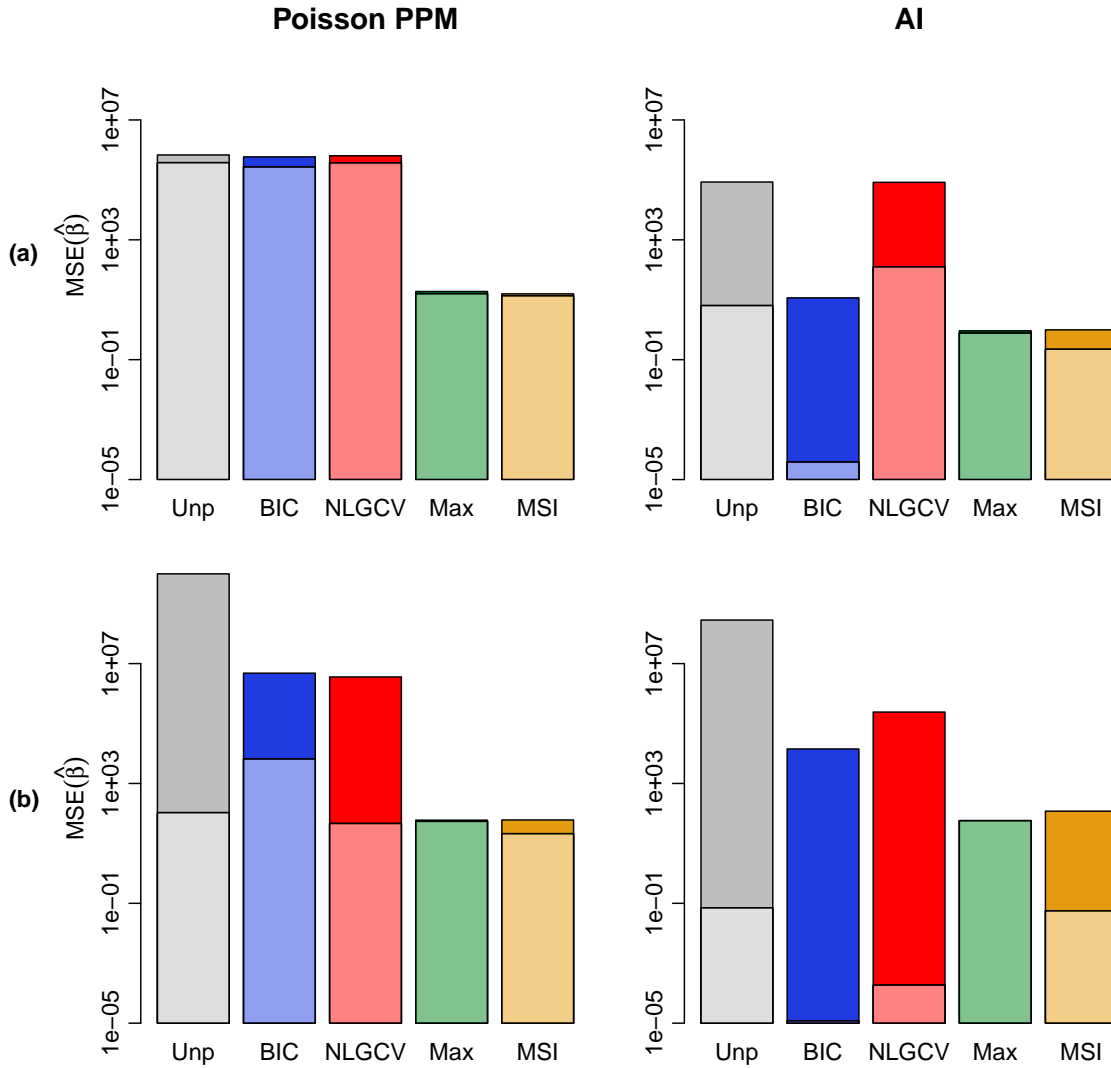 Poisson PPM
AI
(a)
MSE(β̂)
1e+07
1e+03
1e−01
1e−05
Unp BIC NLGCV Max MSI
1e+07
1e+03
1e−01
1e−05
Unp BIC NLGCV Max MSI
(b)
MSE(β̂)
1e+07
1e+03
1e−01
1e−05
Unp BIC NLGCV Max MSI
1e+07
1e+03
1e−01
1e−05
Unp BIC NLGCV Max MSI